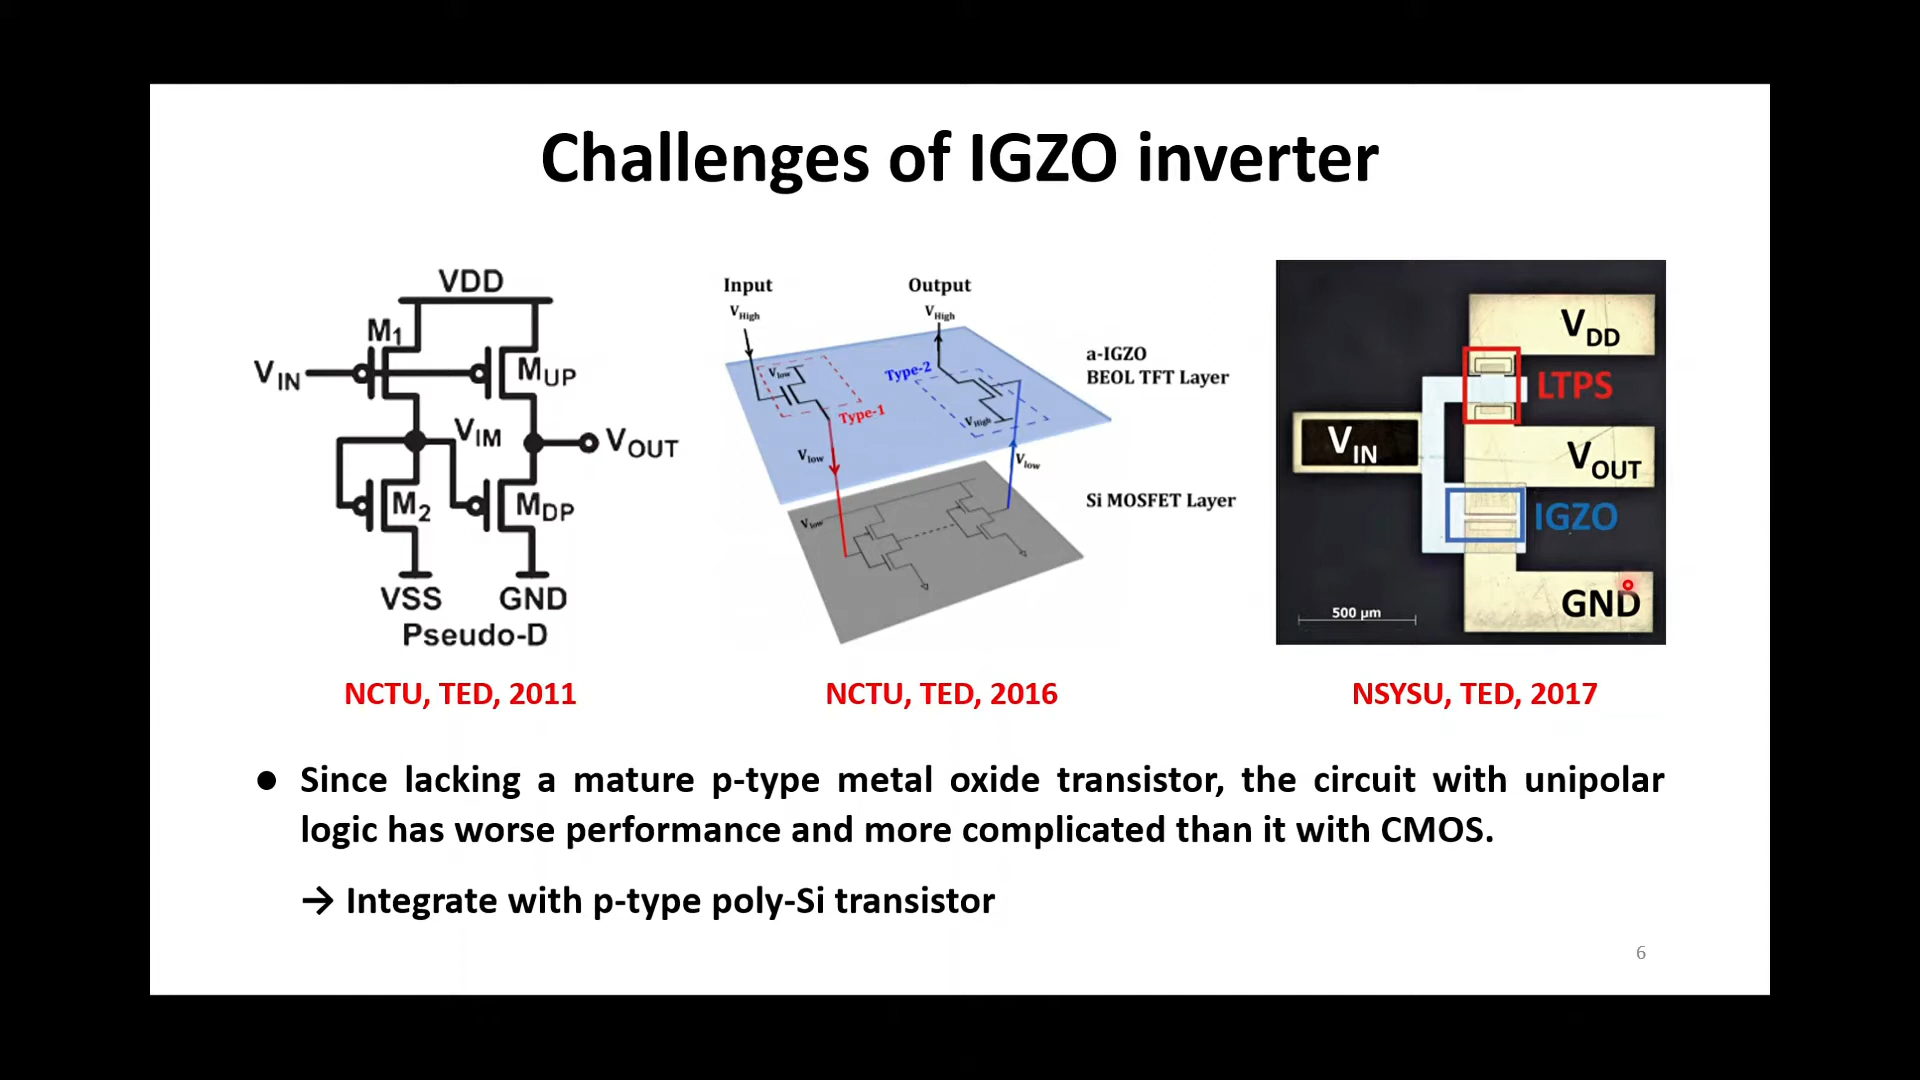 Challenges of IGZO inverter
VDD
M1
VIN
MUP
VIM
VOUT
M2
MDP
VSS GND
Pseudo-D
NCTU, TED, 2011
Input
VHigh
Output
VHigh
Vlow
Type-1
Type-2
VHigh
a-IGZO
BEOL TFT Layer
Vlow
Vlow
Si MOSFET Layer
Vlow
NCTU, TED, 2016
VDD
LTPS
VIN
VOUT
IGZO
GND
500 µm
NSYSU, TED, 2017
● Since lacking a mature p-type metal oxide transistor, the circuit with unipolar
logic has worse performance and more complicated than it with CMOS.
→ Integrate with p-type poly-Si transistor
6